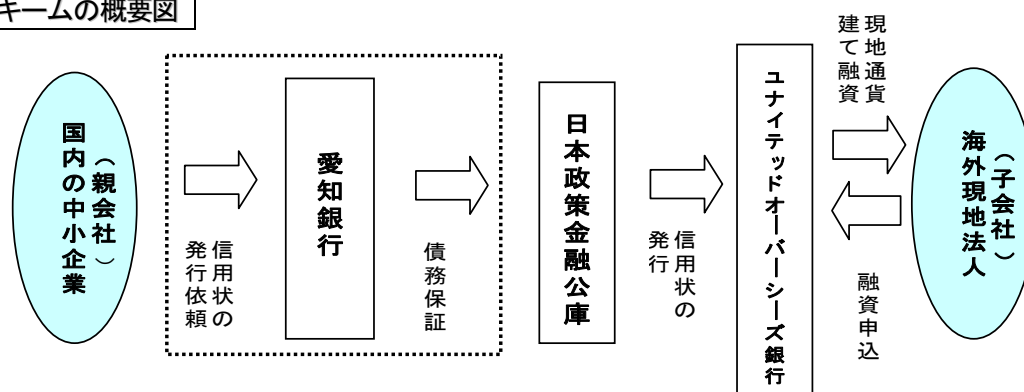 キームの概要図
国内の中小企業
（親会社）
信用状の
発行依頼
愛知銀行
債務保証
日本政策金融公庫
信用状の
発行
ユナイテッドオーバーシーズ銀行
現地通貨
建て融資
融資申込
海外現地法人
（子会社）